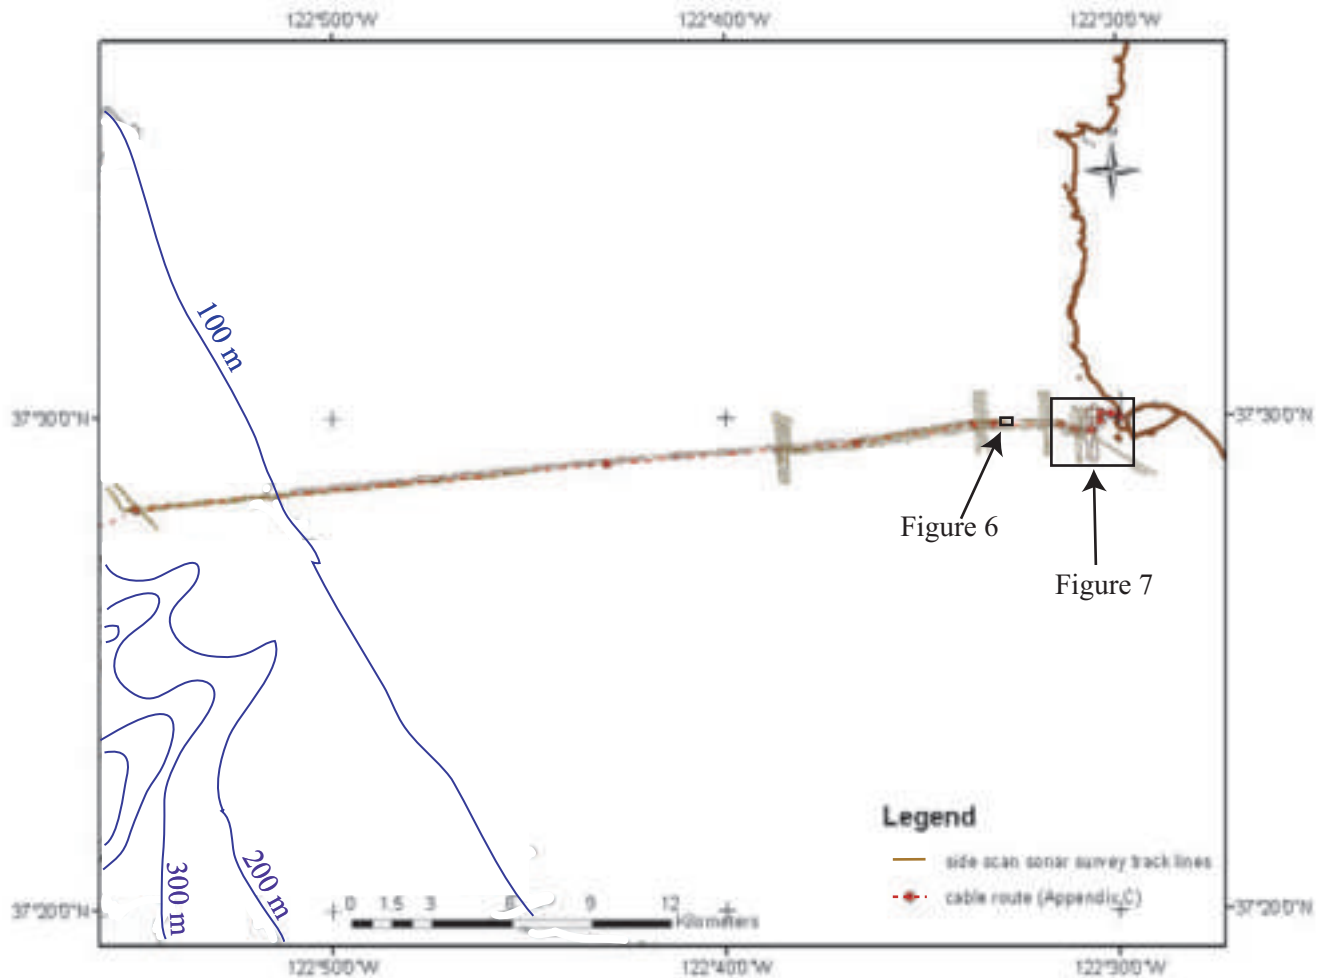 122°50'0"W 122°40'0"W 122°30'0"W
100 m
37°30'0"N 37°30'0"N
Figure 6
Figure 7
Legend
side scan sonar survey track lines
cable route (Appendix C)
300 m
200 m
0 1.5 3 6 9 12
Kilometers
37°20'0"N 37°20'0"N
122°50'0"W 122°40'0"W 122°30'0"W